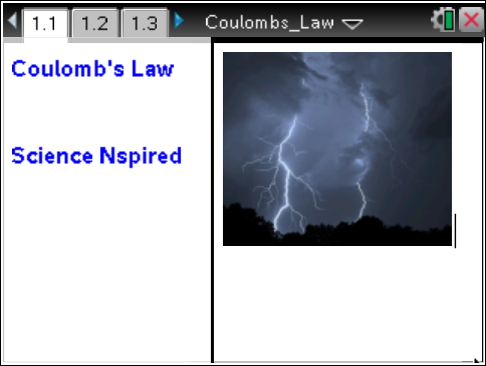 1.1 1.2 1.3 Coulombs_Law
Coulomb's Law
Science Nspired